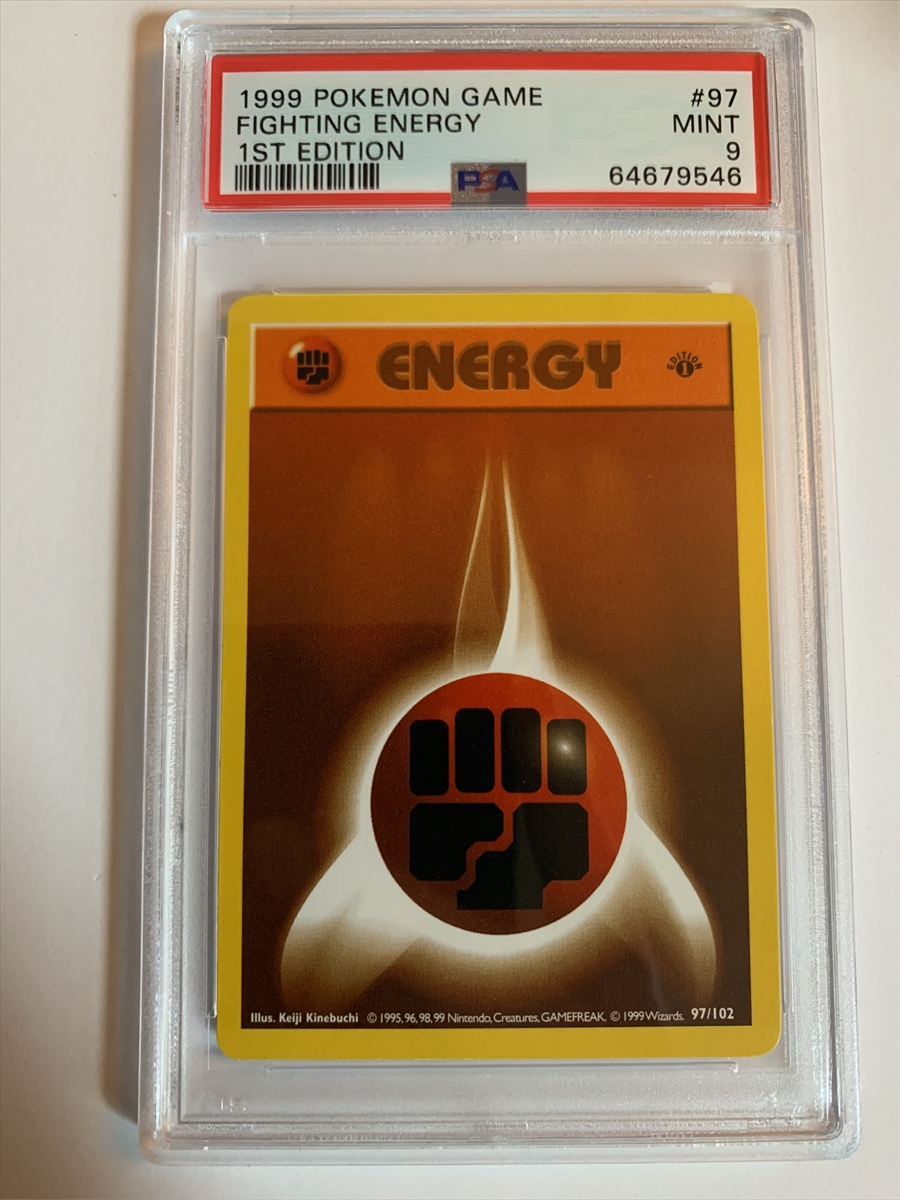 1999 POKEMON GAME #97
FIGHTING ENERGY MINT
1ST EDITION 9
PSA 64679546
ENERGY
EDITION
1
Illus. Keiji Kinebuchi © 1995, 96, 98, 99 Nintendo, Creatures, GAMEFREAK. © 1999 Wizards. 97/102